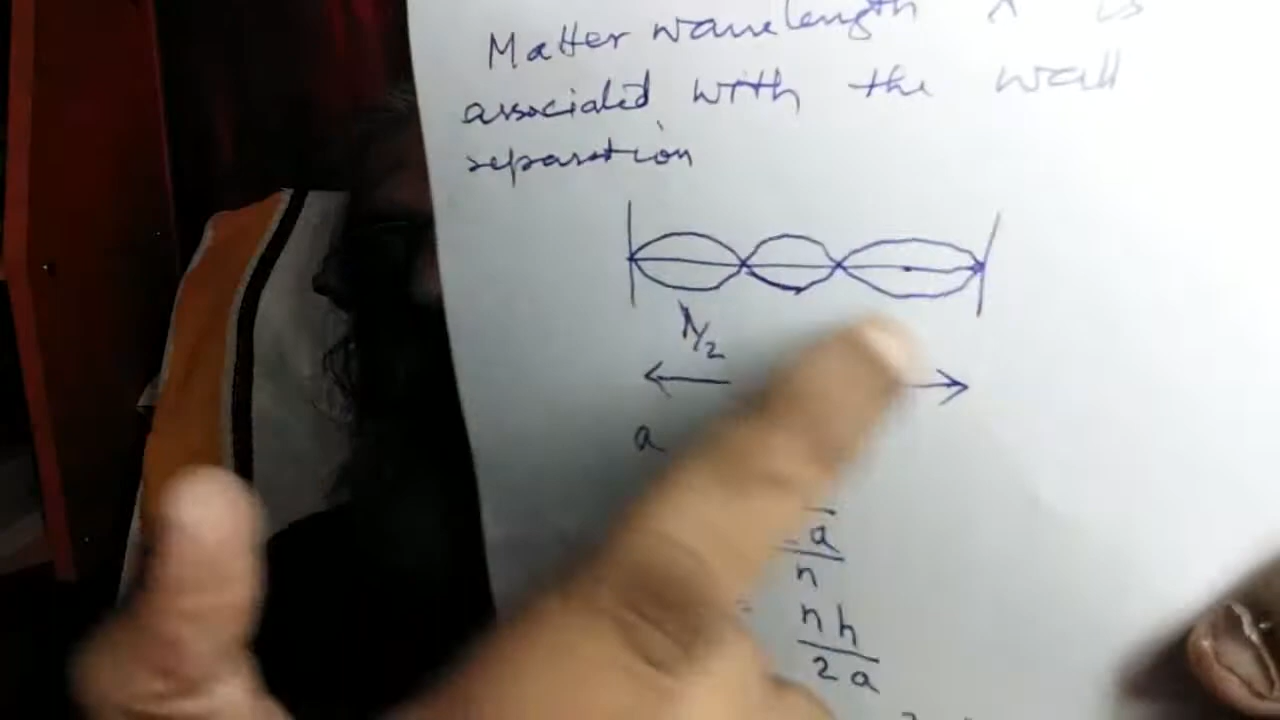 Matter wavelength λ is
associated with the wall
separation
λ/2
a
a
n
nh
2a